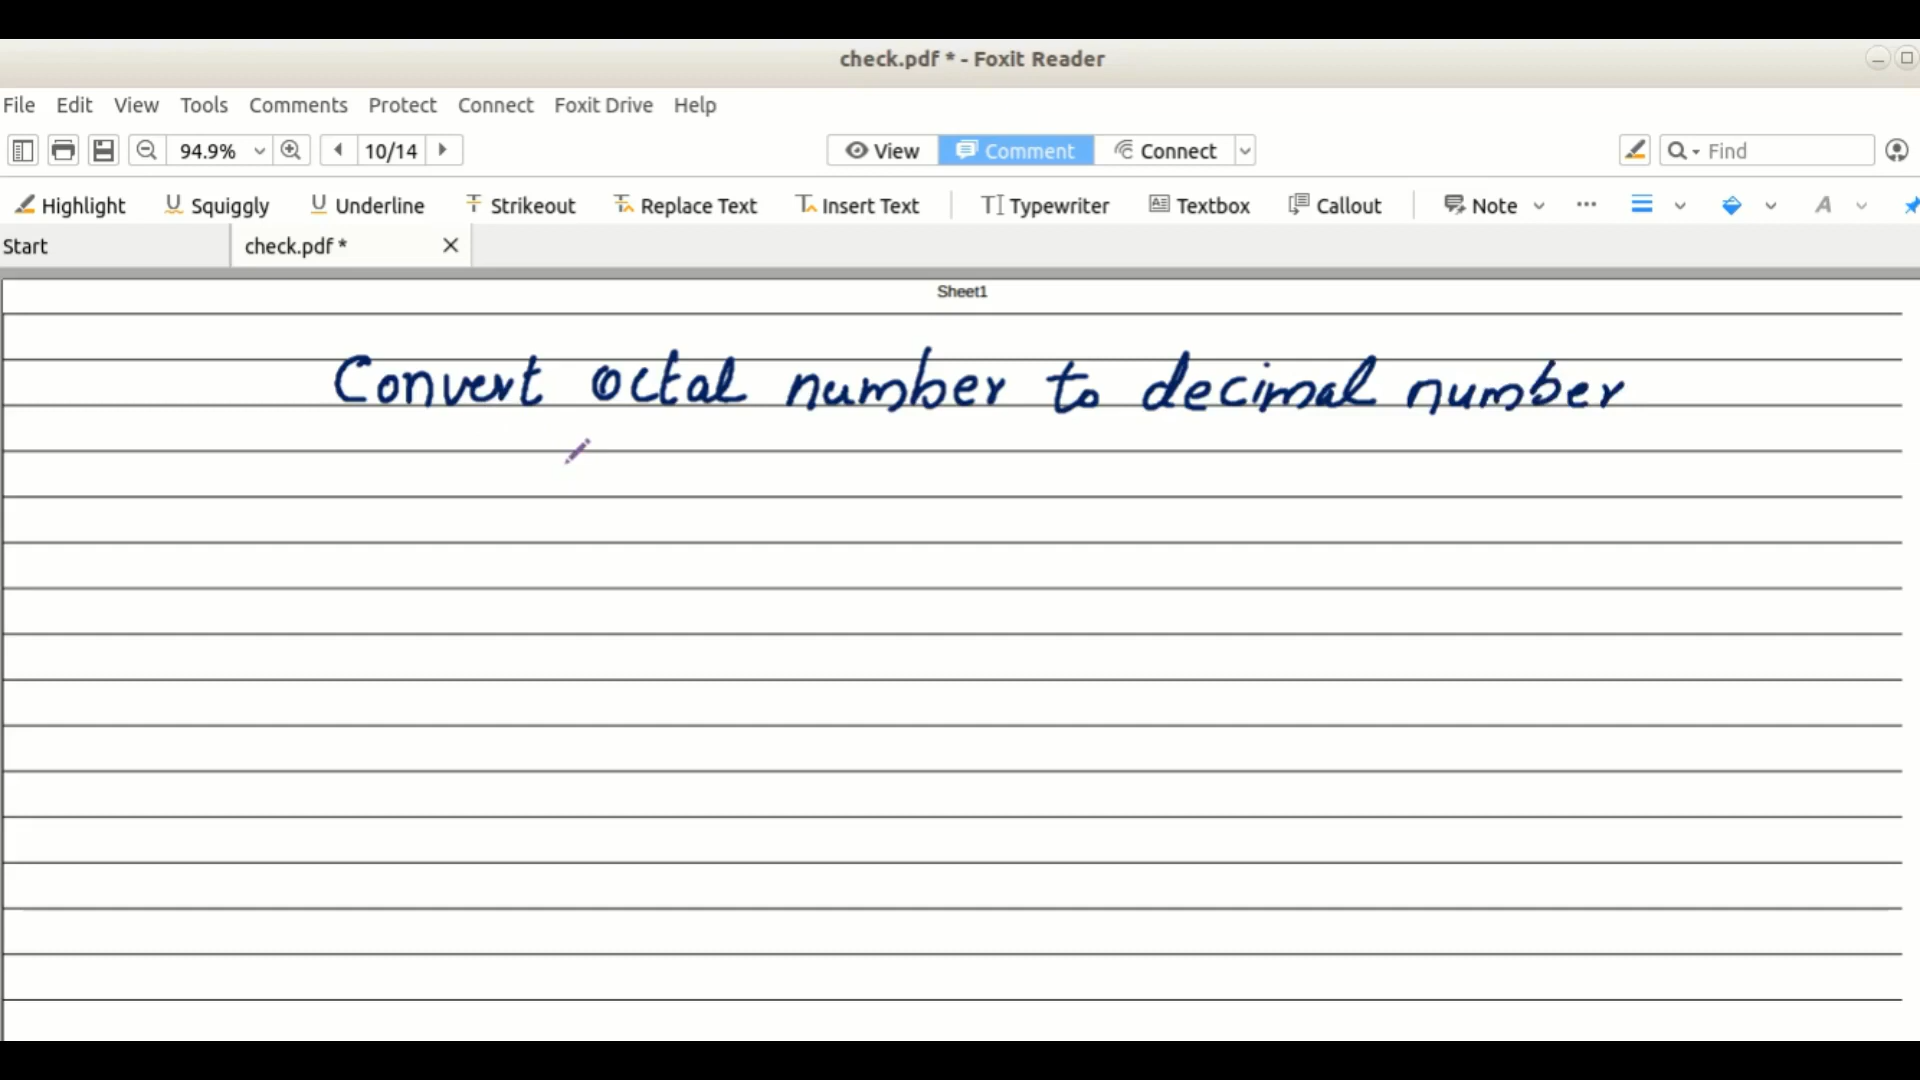 check.pdf * - Foxit Reader
File Edit View Tools Comments Protect Connect Foxit Drive Help
94.9% 10/14 View Comment Connect Find
Highlight Squiggly Underline Strikeout Replace Text Insert Text Typewriter Textbox Callout Note
Start check.pdf *
Sheet1
Convert octal number to decimal number